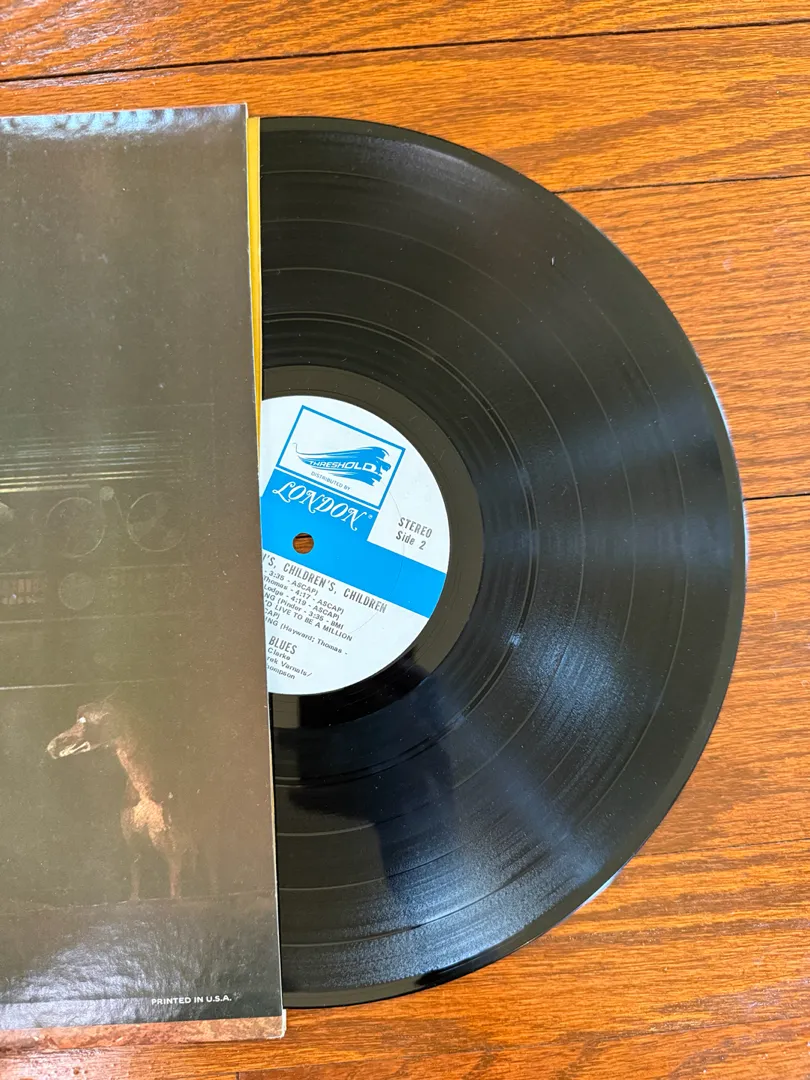 THRESHOLD
DISTRIBUTED BY
LONDON®
STEREO
Side 2
'S, CHILDREN'S, CHILDREN
- 3:35 - ASCAP)
Thomas - 4:17 - ASCAP)
Lodge - 4:19 - ASCAP)
NG (Pinder - 3:35 - BMI
'D LIVE TO BE A MILLION
CAP)
ING (Hayward; Thomas -
BLUES
Clarke
rek Varnals/
hompson
PRINTED IN U.S.A.